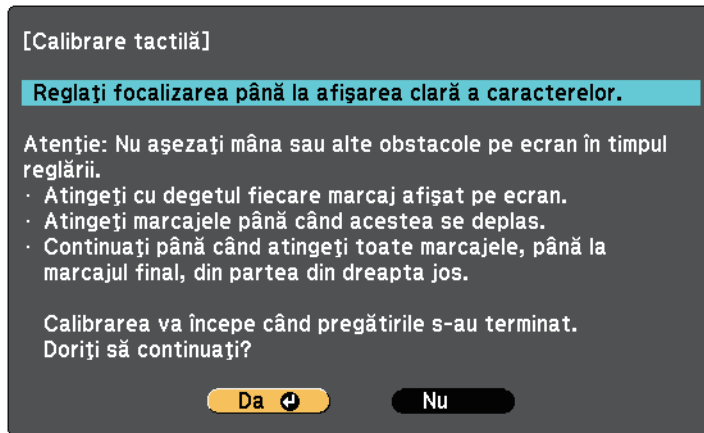 [Calibrare tactilă]
Reglaţi focalizarea până la afişarea clară a caracterelor.
Atenţie: Nu aşezaţi mâna sau alte obstacole pe ecran în timpul
reglării.
· Atingeţi cu degetul fiecare marcaj afişat pe ecran.
· Atingeţi marcajele până când acestea se deplas.
· Continuaţi până când atingeţi toate marcajele, până la
marcajul final, din partea din dreapta jos.
Calibrarea va începe când pregătirile s-au terminat.
Doriţi să continuaţi?
Da Nu